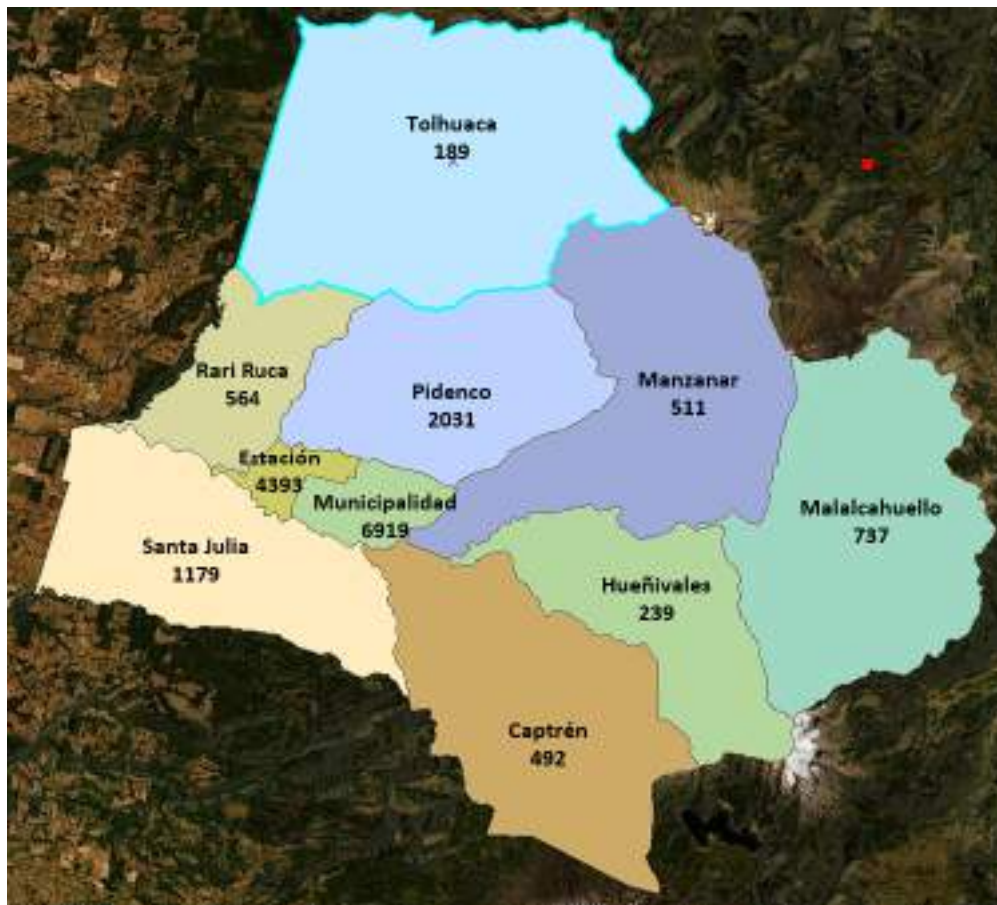 Tolhuaca
189
Rari Ruca
564
Pidenco
2031
Manzanar
511
Estación
4393
Municipalidad
6919
Malalcahuello
737
Santa Julia
1179
Hueñivales
239
Captrén
492